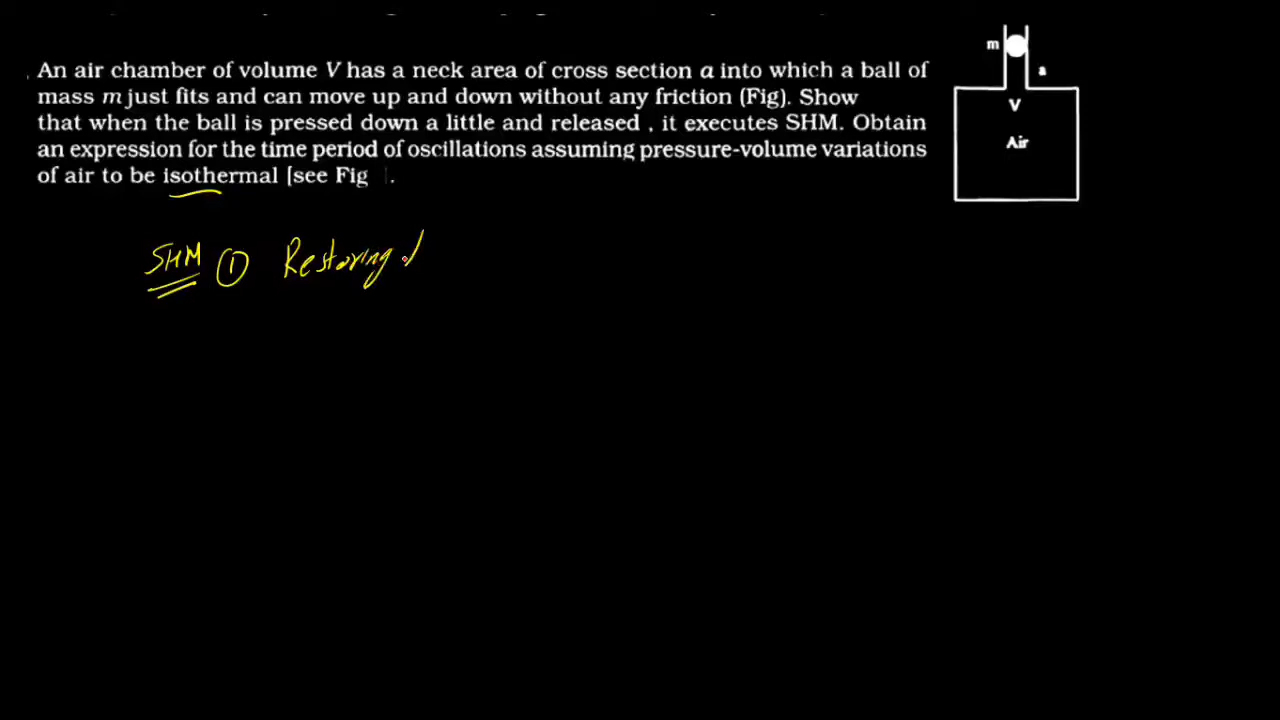 An air chamber of volume V has a neck area of cross section a into which a ball of
mass m just fits and can move up and down without any friction (Fig). Show
that when the ball is pressed down a little and released , it executes SHM. Obtain
an expression for the time period of oscillations assuming pressure-volume variations
of air to be isothermal [see Fig ].
m
a
V
Air
SHM ① Restoring